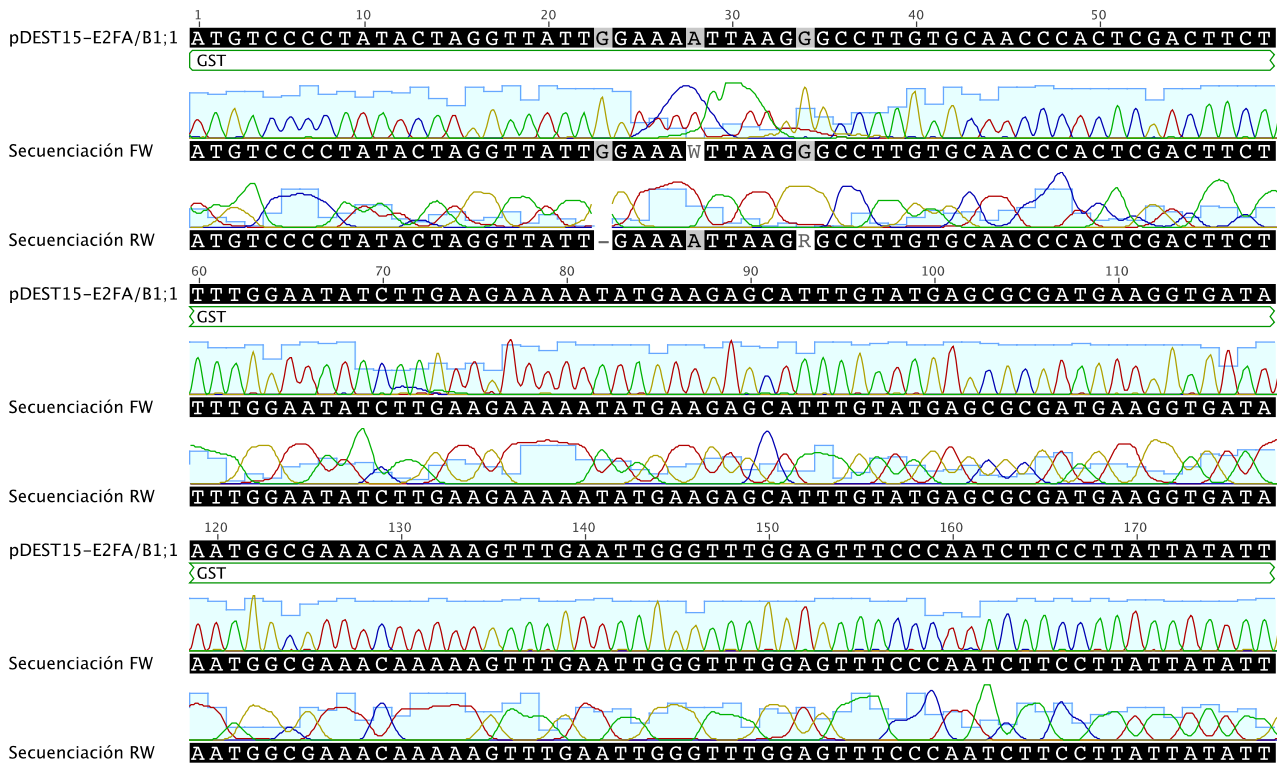 1 10 20 30 40 50
pDEST15-E2FA/B1;1 ATGTCCCCTATACTAGGTTATTGGAAAATTAAGGGCCTTGTGCAACCCACTCGACTTCT
GST
Secuenciación FW ATGTCCCCTATACTAGGTTATTGGAAAWTTAAGGGCCTTGTGCAACCCACTCGACTTCT
Secuenciación RW ATGTCCCCTATACTAGGTTATT-GAAAATTAAGRGCCTTGTGCAACCCACTCGACTTCT
60 70 80 90 100 110
pDEST15-E2FA/B1;1 TTTGGAATATCTTGAAGAAAAATATGAAGAGCATTTGTATGAGCGCGATGAAGGTGATA
GST
Secuenciación FW TTTGGAATATCTTGAAGAAAAATATGAAGAGCATTTGTATGAGCGCGATGAAGGTGATA
Secuenciación RW TTTGGAATATCTTGAAGAAAAATATGAAGAGCATTTGTATGAGCGCGATGAAGGTGATA
120 130 140 150 160 170
pDEST15-E2FA/B1;1 AATGGCGAAACAAAAAGTTTGAATTGGGTTTGGAGTTTCCCAATCTTCCTTATTATATT
GST
Secuenciación FW AATGGCGAAACAAAAAGTTTGAATTGGGTTTGGAGTTTCCCAATCTTCCTTATTATATT
Secuenciación RW AATGGCGAAACAAAAAGTTTGAATTGGGTTTGGAGTTTCCCAATCTTCCTTATTATATT